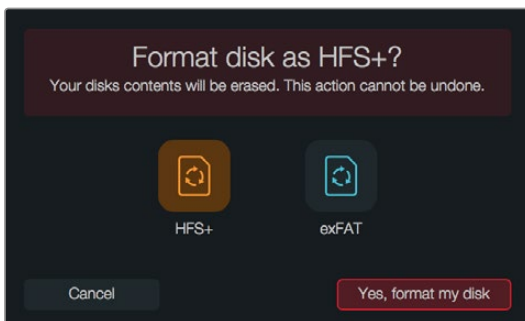 Format disk as HFS+?
Your disks contents will be erased. This action cannot be undone.
HFS+
exFAT
Cancel
Yes, format my disk